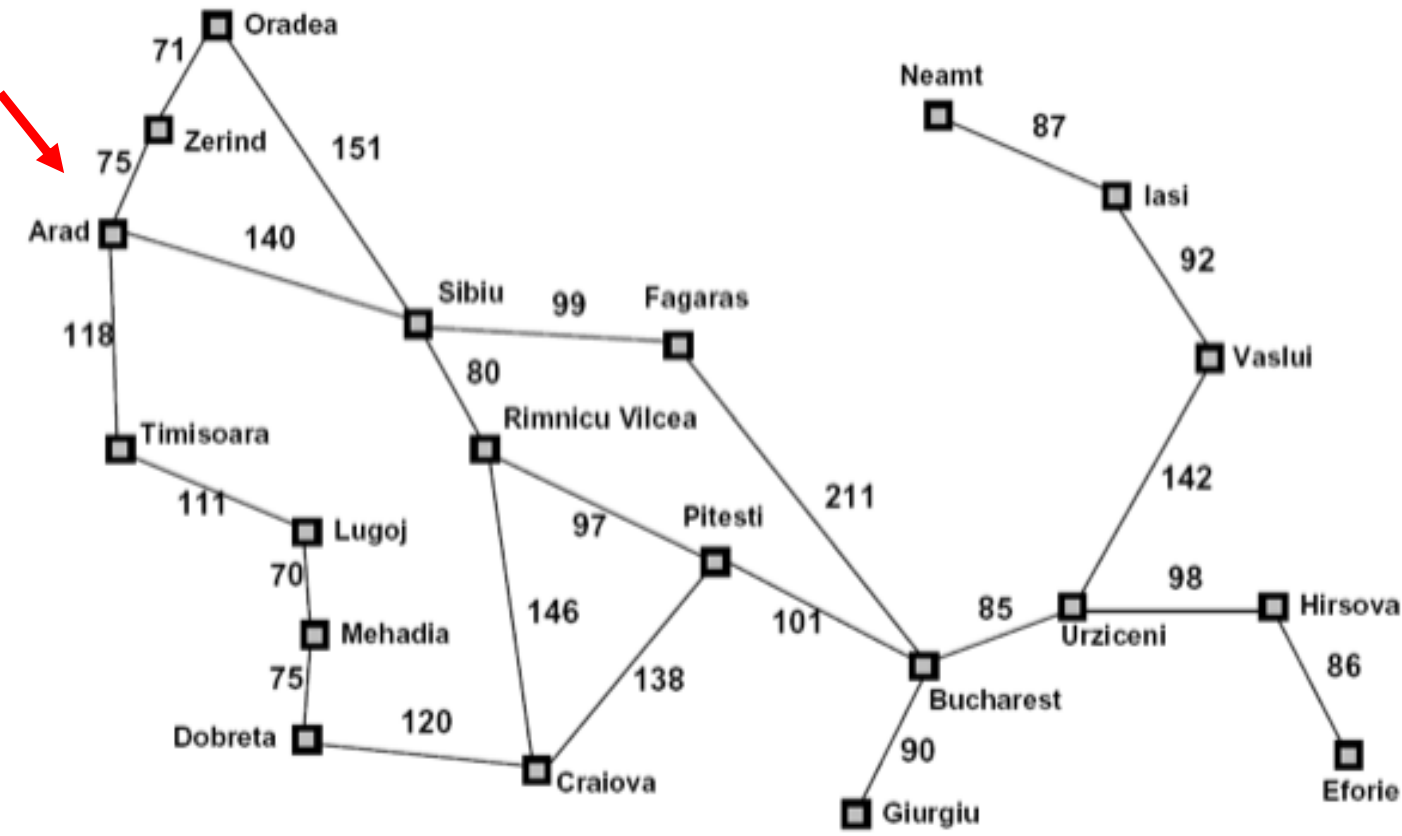 Oradea
71
Neamt
87
Zerind
151
75
Iasi
Arad
140
92
Sibiu
99
Fagaras
118
Vaslui
80
Rimnicu Vilcea
Timisoara
142
211
111
97
Pitesti
Lugoj
70
98
146
101
85
Hirsova
Mehadia
Urziceni
86
75
138
Bucharest
120
Dobreta
90
Craiova
Eforie
Giurgiu